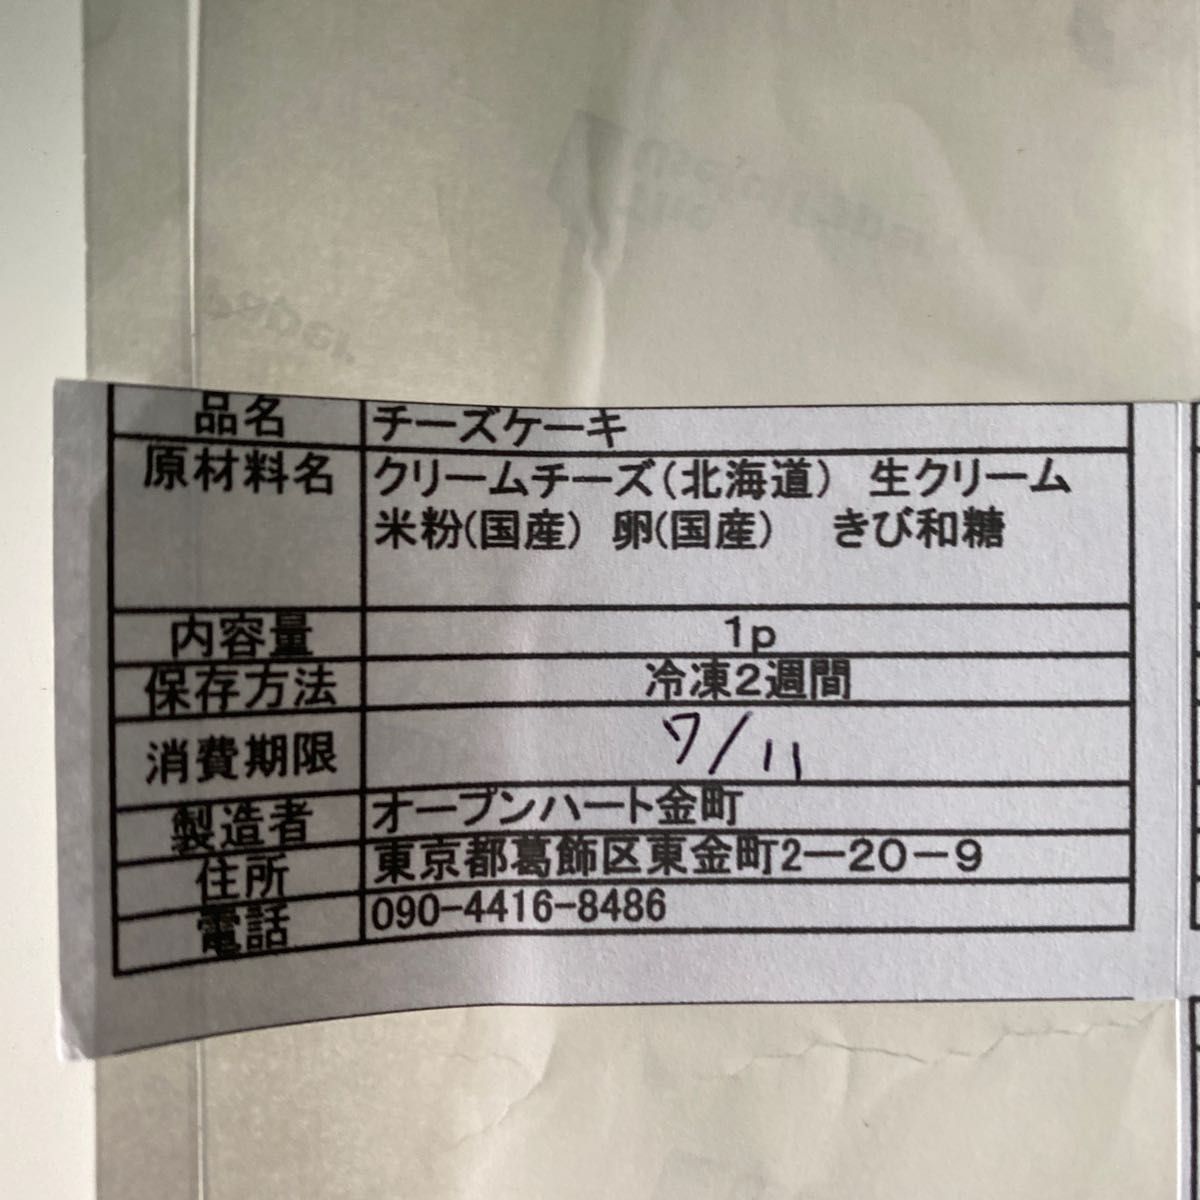 品名 チーズケーキ
原材料名 クリームチーズ(北海道) 生クリーム
米粉(国産) 卵(国産) きび和糖
内容量 1p
保存方法 冷凍2週間
消費期限 7/11
製造者 オープンハート金町
住所 東京都葛飾区東金町2−20−9
電話 090-4416-8486